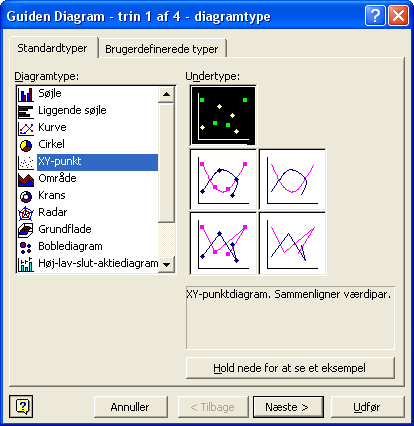 Guiden Diagram - trin 1 af 4 - diagramtype
Standardtyper
Brugerdefinerede typer
Diagramtype:
Undertype:
Søjle
Liggende søjle
Kurve
Cirkel
XY-punkt
Område
Krans
Radar
Grundflade
Boblediagram
Høj-lav-slut-aktiediagram
XY-punktdiagram. Sammenligner værdipar.
Hold nede for at se et eksempel
Annuller
< Tilbage
Næste >
Udfør